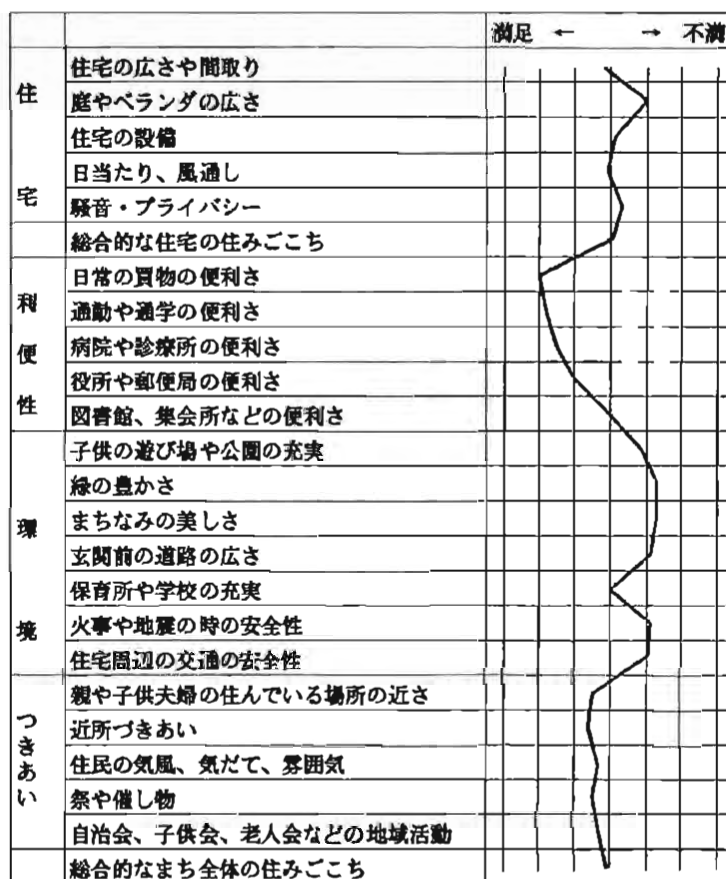 満足 ← → 不満
住宅
住宅の広さや間取り
庭やベランダの広さ
住宅の設備
日当たり、風通し
騒音・プライバシー
総合的な住宅の住みごこち
利便性
日常の買物の便利さ
通勤や通学の便利さ
病院や診療所の便利さ
役所や郵便局の便利さ
図書館、集会所などの便利さ
環境
子供の遊び場や公園の充実
緑の豊かさ
まちなみの美しさ
玄関前の道路の広さ
保育所や学校の充実
火事や地震の時の安全性
住宅周辺の交通の安全性
つきあい
親や子供夫婦の住んでいる場所の近さ
近所づきあい
住民の気風、気だて、雰囲気
祭や催し物
自治会、子供会、老人会などの地域活動
総合的なまち全体の住みごこち